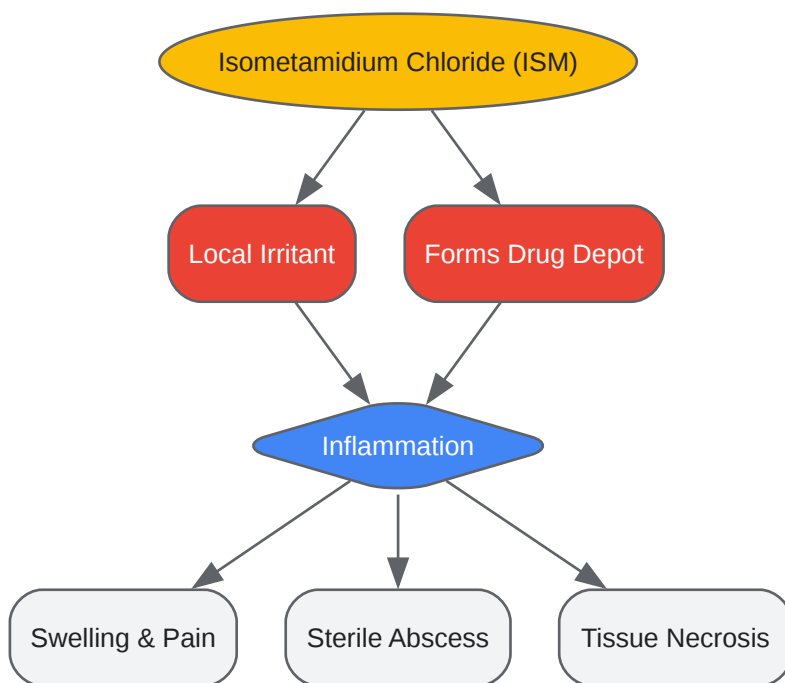 Isometamidium Chloride (ISM)
Local Irritant
Forms Drug Depot
Inflammation
Swelling & Pain
Sterile Abscess
Tissue Necrosis